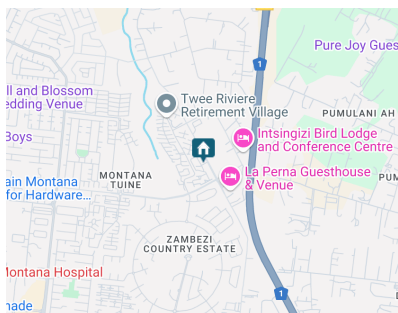 Pure Joy Gues
1
ll and Blossom
edding Venue
Twee Riviere
Retirement Village
PUMULANI AH
Boys
Intsingizi Bird Lodge
and Conference Centre
La Perna Guesthouse
& Venue
PUM
MONTANA
TUINE
ain Montana
for Hardware...
ZAMBEZI
COUNTRY ESTATE
Montana Hospital
1
nade